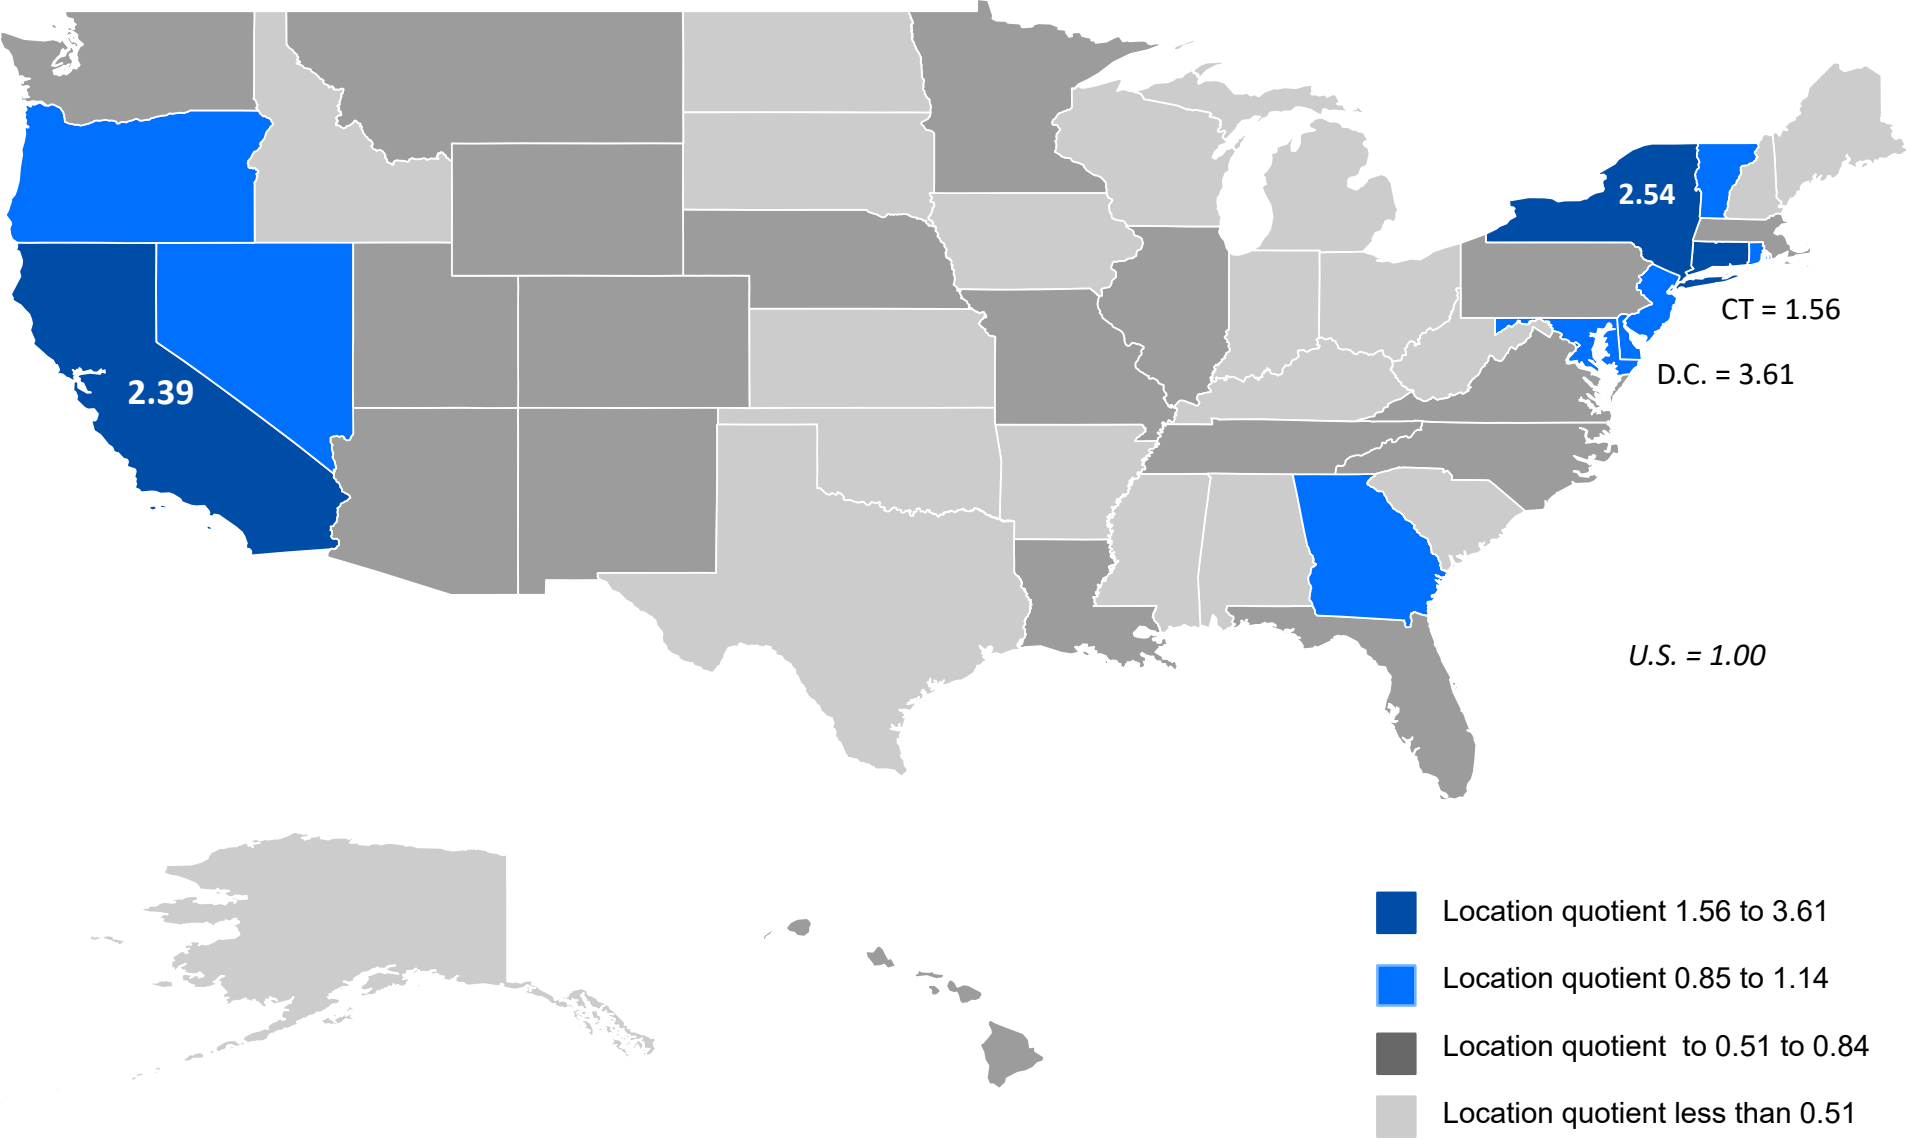 2.54
CT = 1.56
D.C. = 3.61
2.39
U.S. = 1.00
Location quotient 1.56 to 3.61
Location quotient 0.85 to 1.14
Location quotient  to 0.51 to 0.84
Location quotient less than 0.51